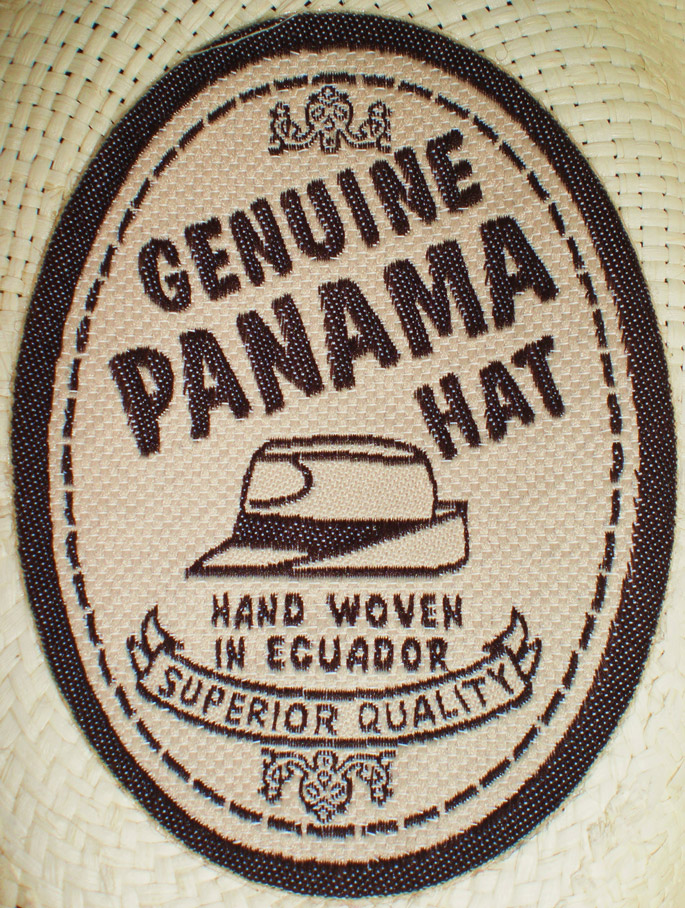 GENUINE
PANAMA
HAT
HAND WOVEN
IN ECUADOR
SUPERIOR QUALITY